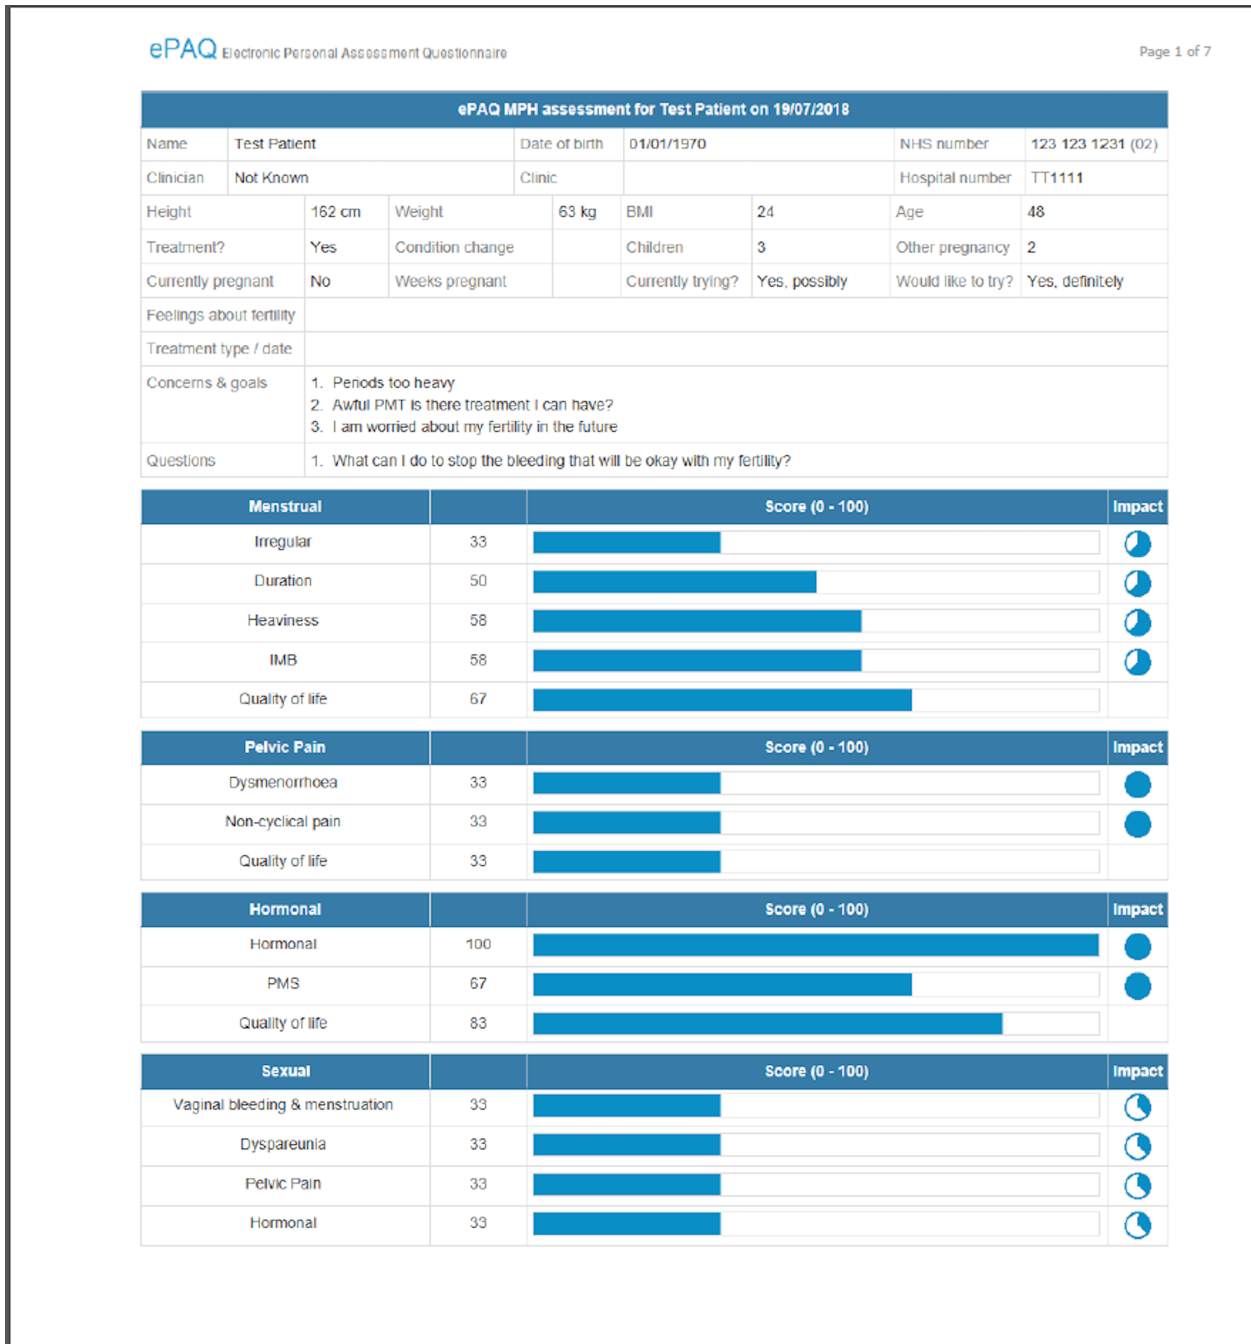 ePAQ Electronic Personal Assessment Questionnaire
Page 1 of 7
ePAQ MPH assessment for Test Patient on 19/07/2018
Name Test Patient Date of birth 01/01/1970 NHS number 123 123 1231 (02)
Clinician Not Known Clinic Hospital number TT1111
Height 162 cm Weight 63 kg BMI 24 Age 48
Treatment? Yes Condition change Children 3 Other pregnancy 2
Currently pregnant No Weeks pregnant Currently trying? Yes, possibly Would like to try? Yes, definitely
Feelings about fertility
Treatment type / date
Concerns & goals 1. Periods too heavy
2. Awful PMT is there treatment I can have?
3. I am worried about my fertility in the future
Questions 1. What can I do to stop the bleeding that will be okay with my fertility?
Menstrual Score (0 - 100) Impact
Irregular 33
Duration 50
Heaviness 58
IMB 58
Quality of life 67
Pelvic Pain Score (0 - 100) Impact
Dysmenorrhoea 33
Non-cyclical pain 33
Quality of life 33
Hormonal Score (0 - 100) Impact
Hormonal 100
PMS 67
Quality of life 83
Sexual Score (0 - 100) Impact
Vaginal bleeding & menstruation 33
Dyspareunia 33
Pelvic Pain 33
Hormonal 33